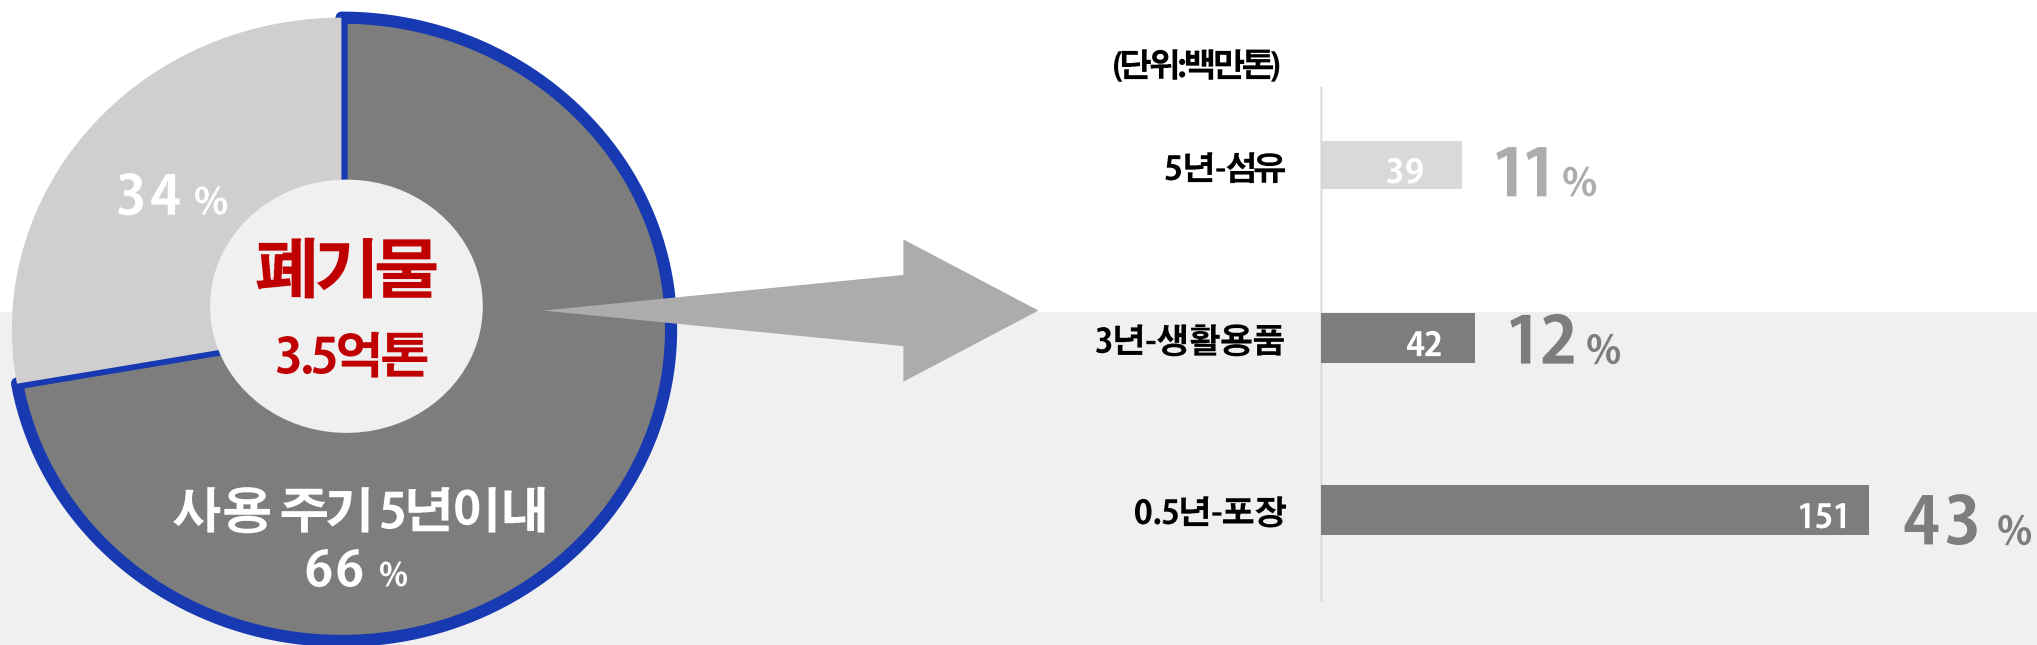 34 %
폐기물
3.5억톤
사용 주기 5년이내
66 %
(단위:백만톤)
5년-섬유 39 11 %
3년-생활용품 42 12 %
0.5년-포장 151 43 %